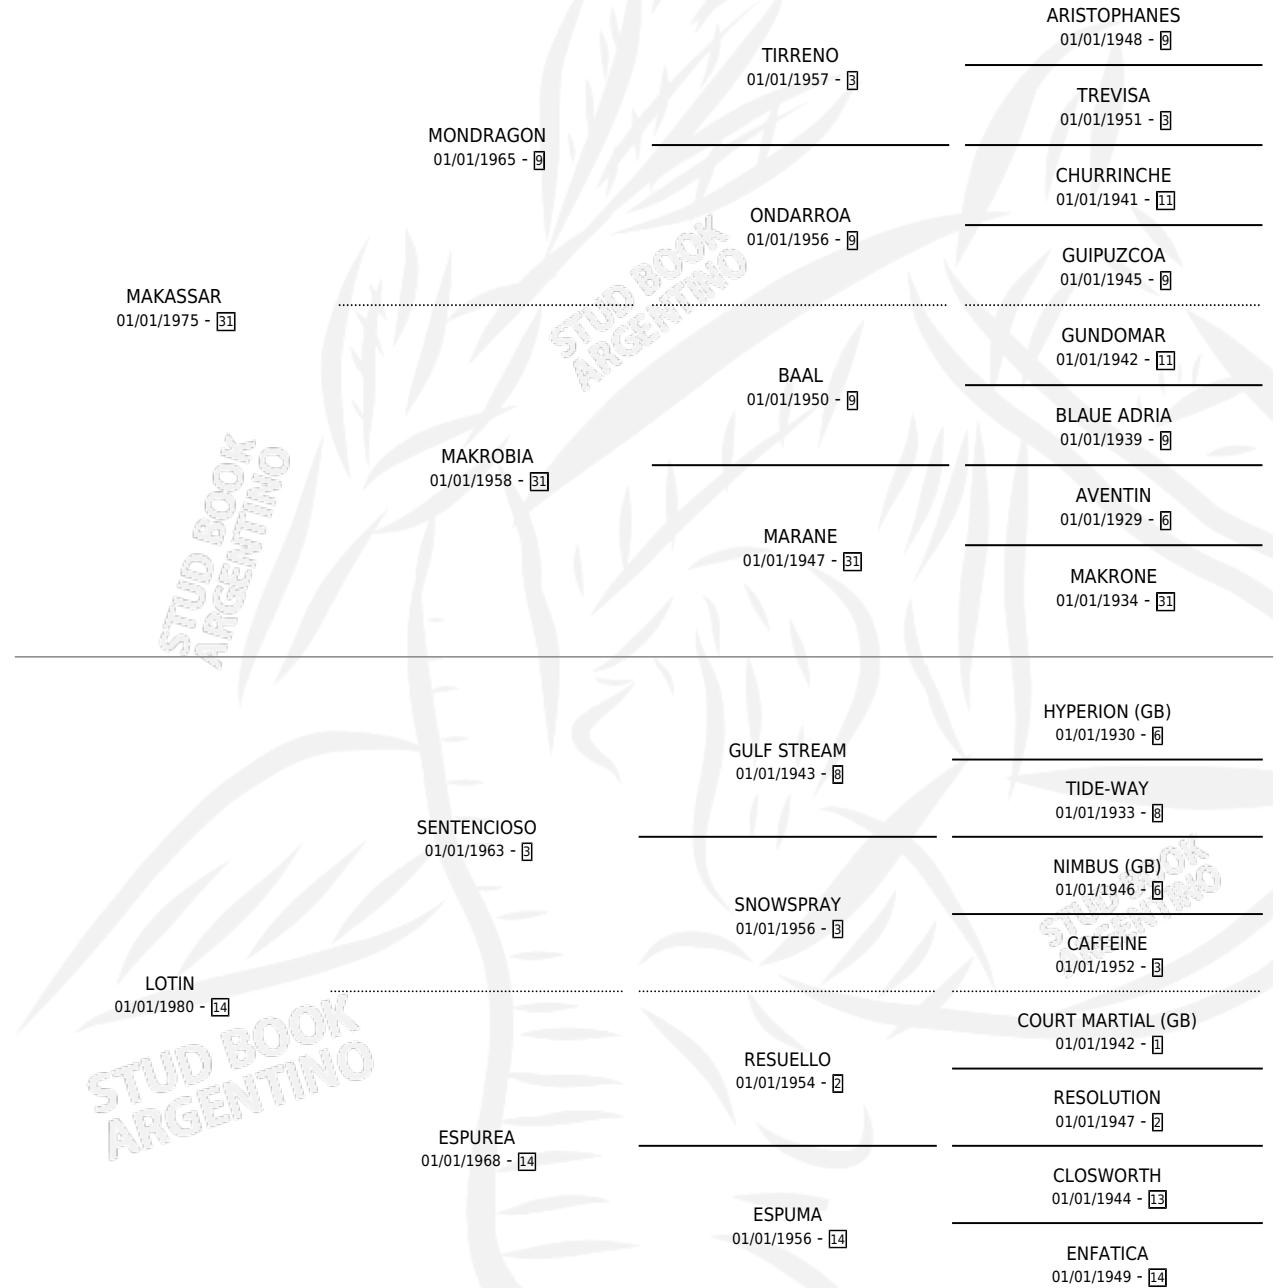 ARISTOPHANES
01/01/1948 - 9
TIRRENO
01/01/1957 - 3
TREVISA
01/01/1951 - 3
MONDRAGON
01/01/1965 - 9
CHURRINCHE
01/01/1941 - 11
ONDARROA
01/01/1956 - 9
GUIPUZCOA
01/01/1945 - 9
MAKASSAR
01/01/1975 - 31
STUD BOOK
ARGENTINO
GUNDOMAR
01/01/1942 - 11
BAAL
01/01/1950 - 9
BLAUE ADRIA
01/01/1939 - 9
MAKROBIA
01/01/1958 - 31
AVENTIN
01/01/1929 - 6
MARANE
01/01/1947 - 31
MAKRONE
01/01/1934 - 31
STUD BOOK
ARGENTINO
HYPERION (GB)
01/01/1930 - 6
GULF STREAM
01/01/1943 - 8
TIDE-WAY
01/01/1933 - 8
SENTENCIOSO
01/01/1963 - 3
NIMBUS (GB)
01/01/1946 - 6
SNOWSPRAY
01/01/1956 - 3
CAFFEINE
01/01/1952 - 3
STUD BOOK
ARGENTINO
LOTIN
01/01/1980 - 14
COURT MARTIAL (GB)
01/01/1942 - 1
RESUELLO
01/01/1954 - 2
RESOLUTION
01/01/1947 - 2
STUD BOOK
ARGENTINO
ESPUREA
01/01/1968 - 14
CLOSWORTH
01/01/1944 - 13
ESPUMA
01/01/1956 - 14
ENFATICA
01/01/1949 - 14